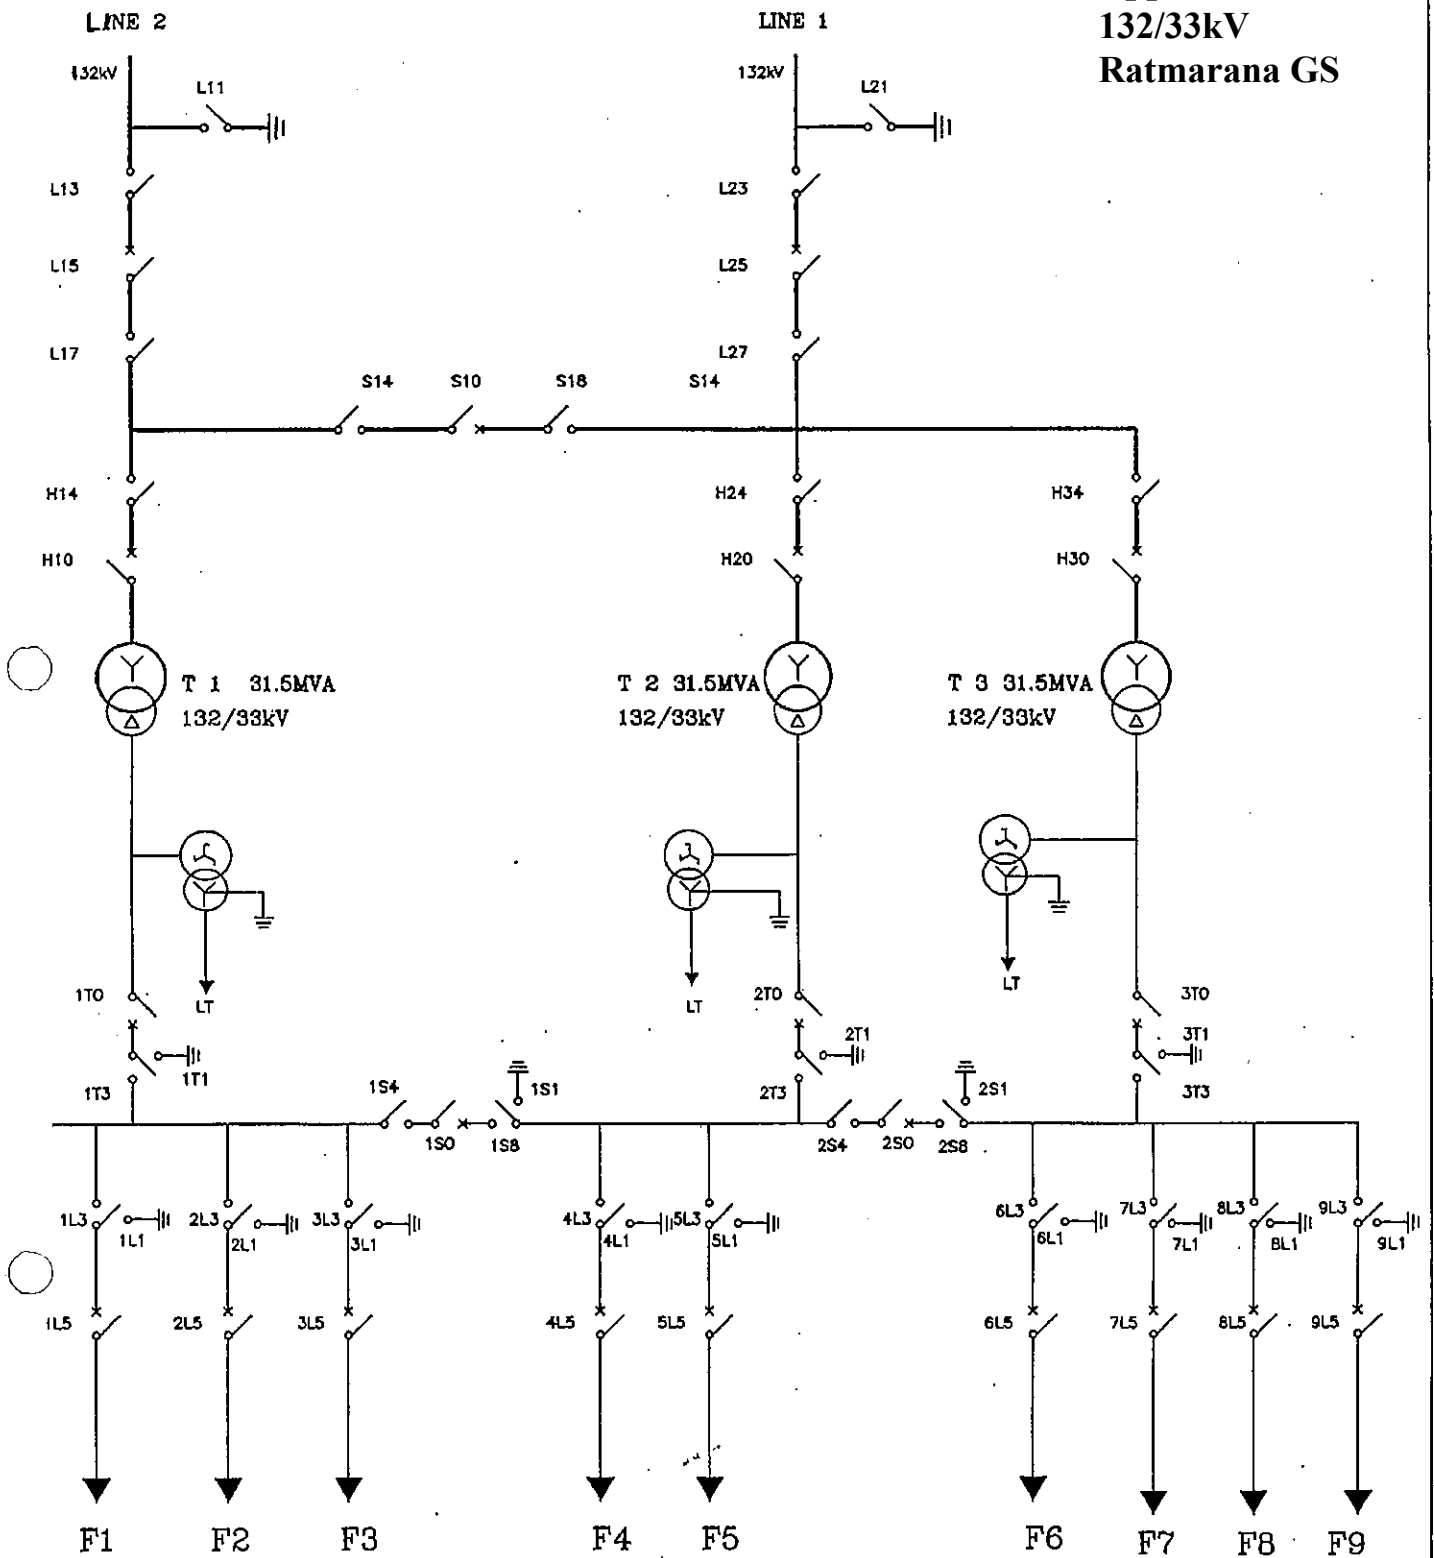 LINE 2
LINE 1
132/33kV
Ratmarana GS
132kV
L11
132kV
L21
L13
L23
L15
L25
L17
L27
S14
S10
S18
S14
H14
H24
H34
H10
H20
H30
T 1 31.5MVA
132/33kV
T 2 31.5MVA
132/33kV
T 3 31.5MVA
132/33kV
LT
LT
LT
1T0
2T0
3T0
1T1
2T1
3T1
1T3
2T3
3T3
1S4
1S0
1S8
1S1
2S4
2S0
2S8
2S1
1L3
1L1
2L3
2L1
3L3
3L1
4L3
4L1
5L3
5L1
6L3
6L1
7L3
7L1
8L3
8L1
9L3
9L1
1L5
2L5
3L5
4L5
5L5
6L5
7L5
8L5
9L5
F1
F2
F3
F4
F5
F6
F7
F8
F9